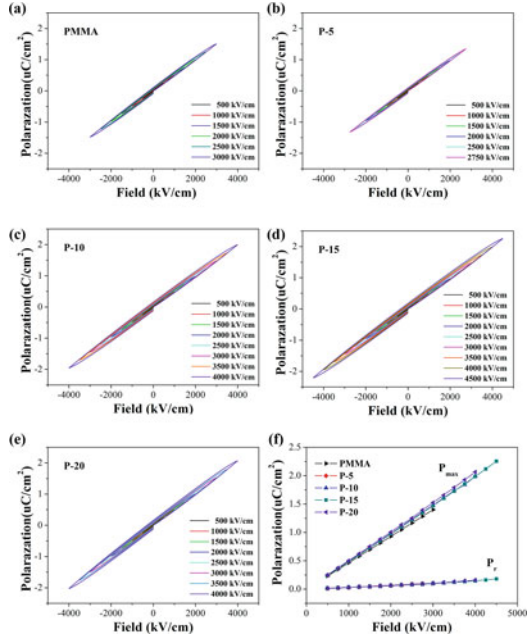 (a)
PMMA
Polarazation(uC/cm²)
2
1
0
-1
-2
500 kV/cm
1000 kV/cm
1500 kV/cm
2000 kV/cm
2500 kV/cm
3000 kV/cm
-4000 -2000 0 2000 4000
Field (kV/cm)
(b)
P-5
Polarazation(uC/cm²)
2
1
0
-1
-2
500 kV/cm
1000 kV/cm
1500 kV/cm
2000 kV/cm
2500 kV/cm
2750 kV/cm
-4000 -2000 0 2000 4000
Field (kV/cm)
(c)
P-10
Polarazation(uC/cm²)
2
1
0
-1
-2
500 kV/cm
1000 kV/cm
1500 kV/cm
2000 kV/cm
2500 kV/cm
3000 kV/cm
3500 kV/cm
4000 kV/cm
-4000 -2000 0 2000 4000
Field (kV/cm)
(d)
P-15
Polarazation(uC/cm²)
2
1
0
-1
-2
500 kV/cm
1000 kV/cm
1500 kV/cm
2000 kV/cm
2500 kV/cm
3000 kV/cm
3500 kV/cm
4000 kV/cm
4500 kV/cm
-4000 -2000 0 2000 4000
Field (kV/cm)
(e)
P-20
Polarazation(uC/cm²)
2
1
0
-1
-2
500 kV/cm
1000 kV/cm
1500 kV/cm
2000 kV/cm
2500 kV/cm
3000 kV/cm
3500 kV/cm
4000 kV/cm
-4000 -2000 0 2000 4000
Field (kV/cm)
(f)
Polarazation(uC/cm²)
2.5
2.0
1.5
1.0
0.5
0.0
PMMA
P-5
P-10
P-15
P-20
Pmax
Pr
0 1000 2000 3000 4000 5000
Field (kV/cm)